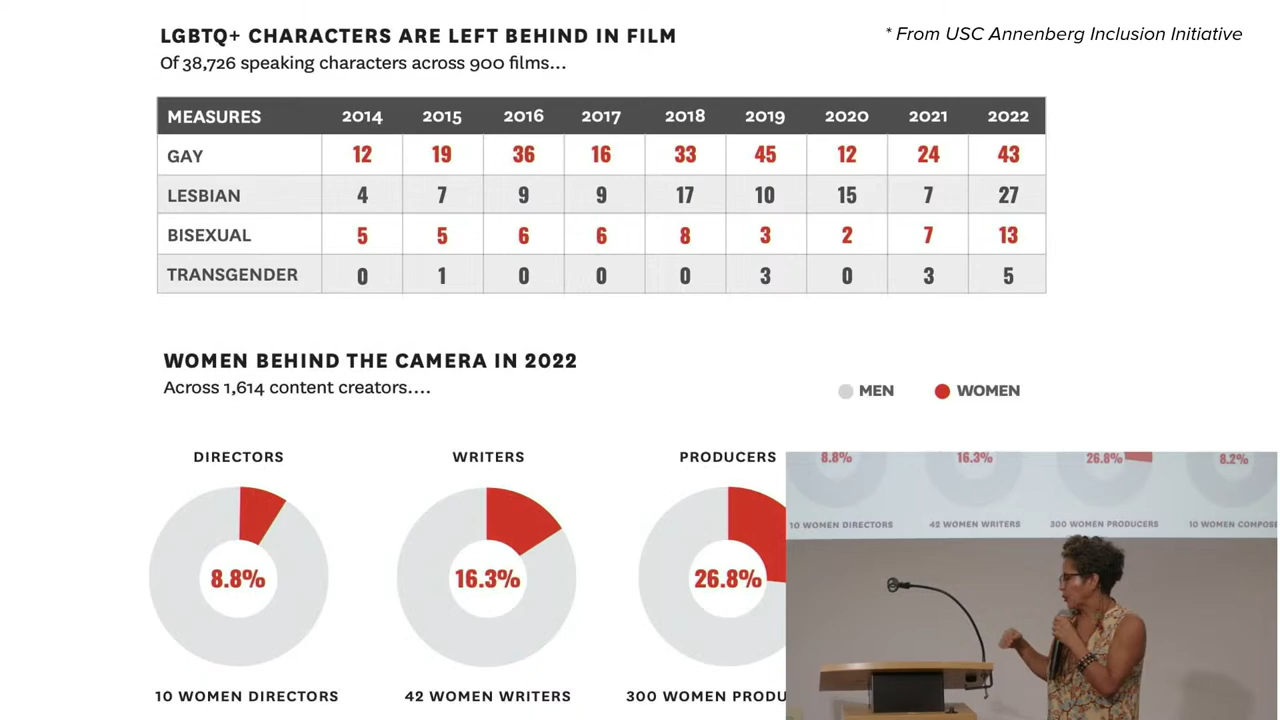 LGBTQ+ CHARACTERS ARE LEFT BEHIND IN FILM
* From USC Annenberg Inclusion Initiative
Of 38,726 speaking characters across 900 films...
MEASURES 2014 2015 2016 2017 2018 2019 2020 2021 2022
GAY 12 19 36 16 33 45 12 24 43
LESBIAN 4 7 9 9 17 10 15 7 27
BISEXUAL 5 5 6 6 8 3 2 7 13
TRANSGENDER 0 1 0 0 0 3 0 3 5
WOMEN BEHIND THE CAMERA IN 2022
Across 1,614 content creators....
MEN WOMEN
DIRECTORS WRITERS PRODUCERS
8.8% 16.3% 26.8%
10 WOMEN DIRECTORS 42 WOMEN WRITERS 300 WOMEN PRODU
8.8% 16.3% 26.8% 8.2%
10 WOMEN DIRECTORS 42 WOMEN WRITERS 300 WOMEN PRODUCERS 10 WOMEN COMPOSE